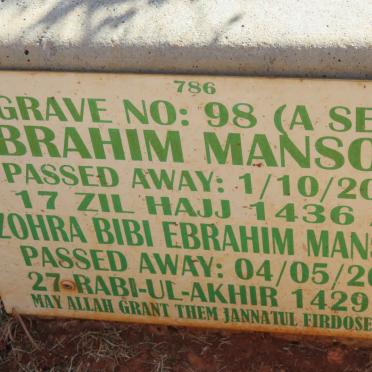 786
GRAVE NO: 98 (A SE
BRAHIM MANSO
PASSED AWAY: 1/10/20
17 ZIL HAJJ 1436
ZOHRA BIBI EBRAHIM MANS
PASSED AWAY: 04/05/20
27 RABI-UL-AKHIR 1429
MAY ALLAH GRANT THEM JANNATUL FIRDOSE